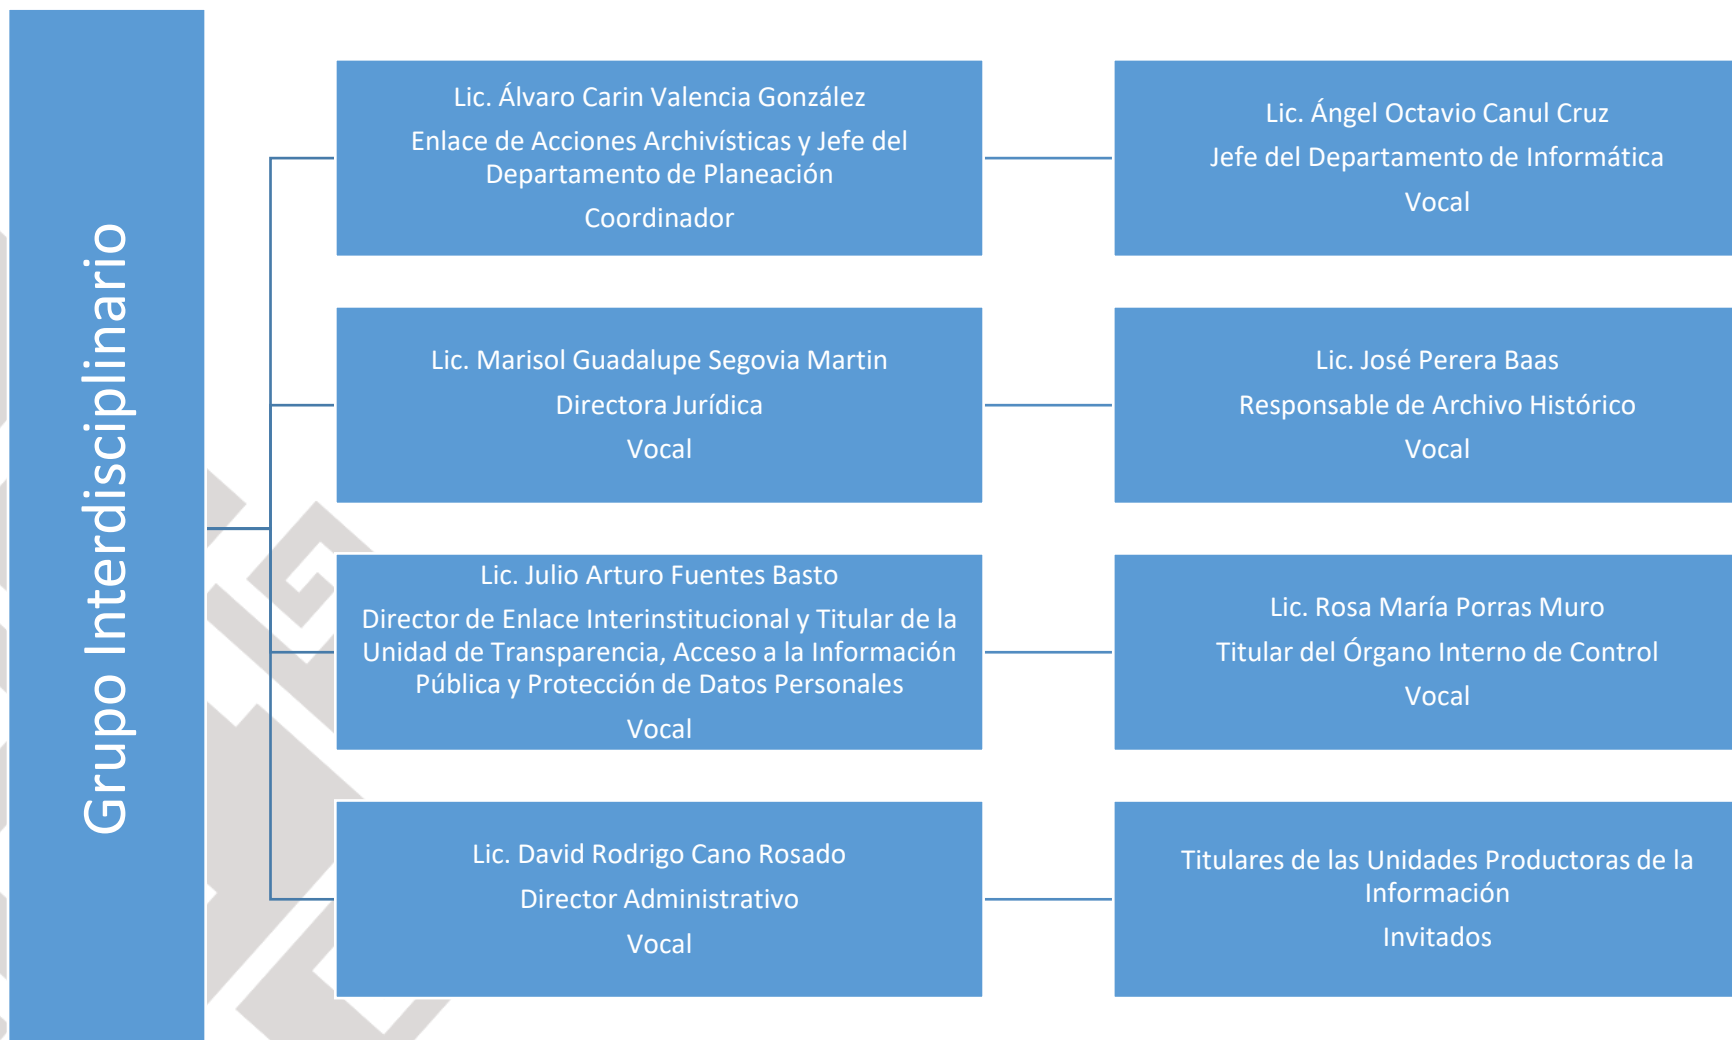 Grupo Interdisciplinario
Lic. Álvaro Carin Valencia González
Enlace de Acciones Archivísticas y Jefe del
Departamento de Planeación
Coordinador
Lic. Ángel Octavio Canul Cruz
Jefe del Departamento de Informática
Vocal
Lic. Marisol Guadalupe Segovia Martin
Directora Jurídica
Vocal
Lic. José Perera Baas
Responsable de Archivo Histórico
Vocal
Lic. Julio Arturo Fuentes Basto
Director de Enlace Interinstitucional y Titular de la
Unidad de Transparencia, Acceso a la Información
Pública y Protección de Datos Personales
Vocal
Lic. Rosa María Porras Muro
Titular del Órgano Interno de Control
Vocal
Lic. David Rodrigo Cano Rosado
Director Administrativo
Vocal
Titulares de las Unidades Productoras de la
Información
Invitados